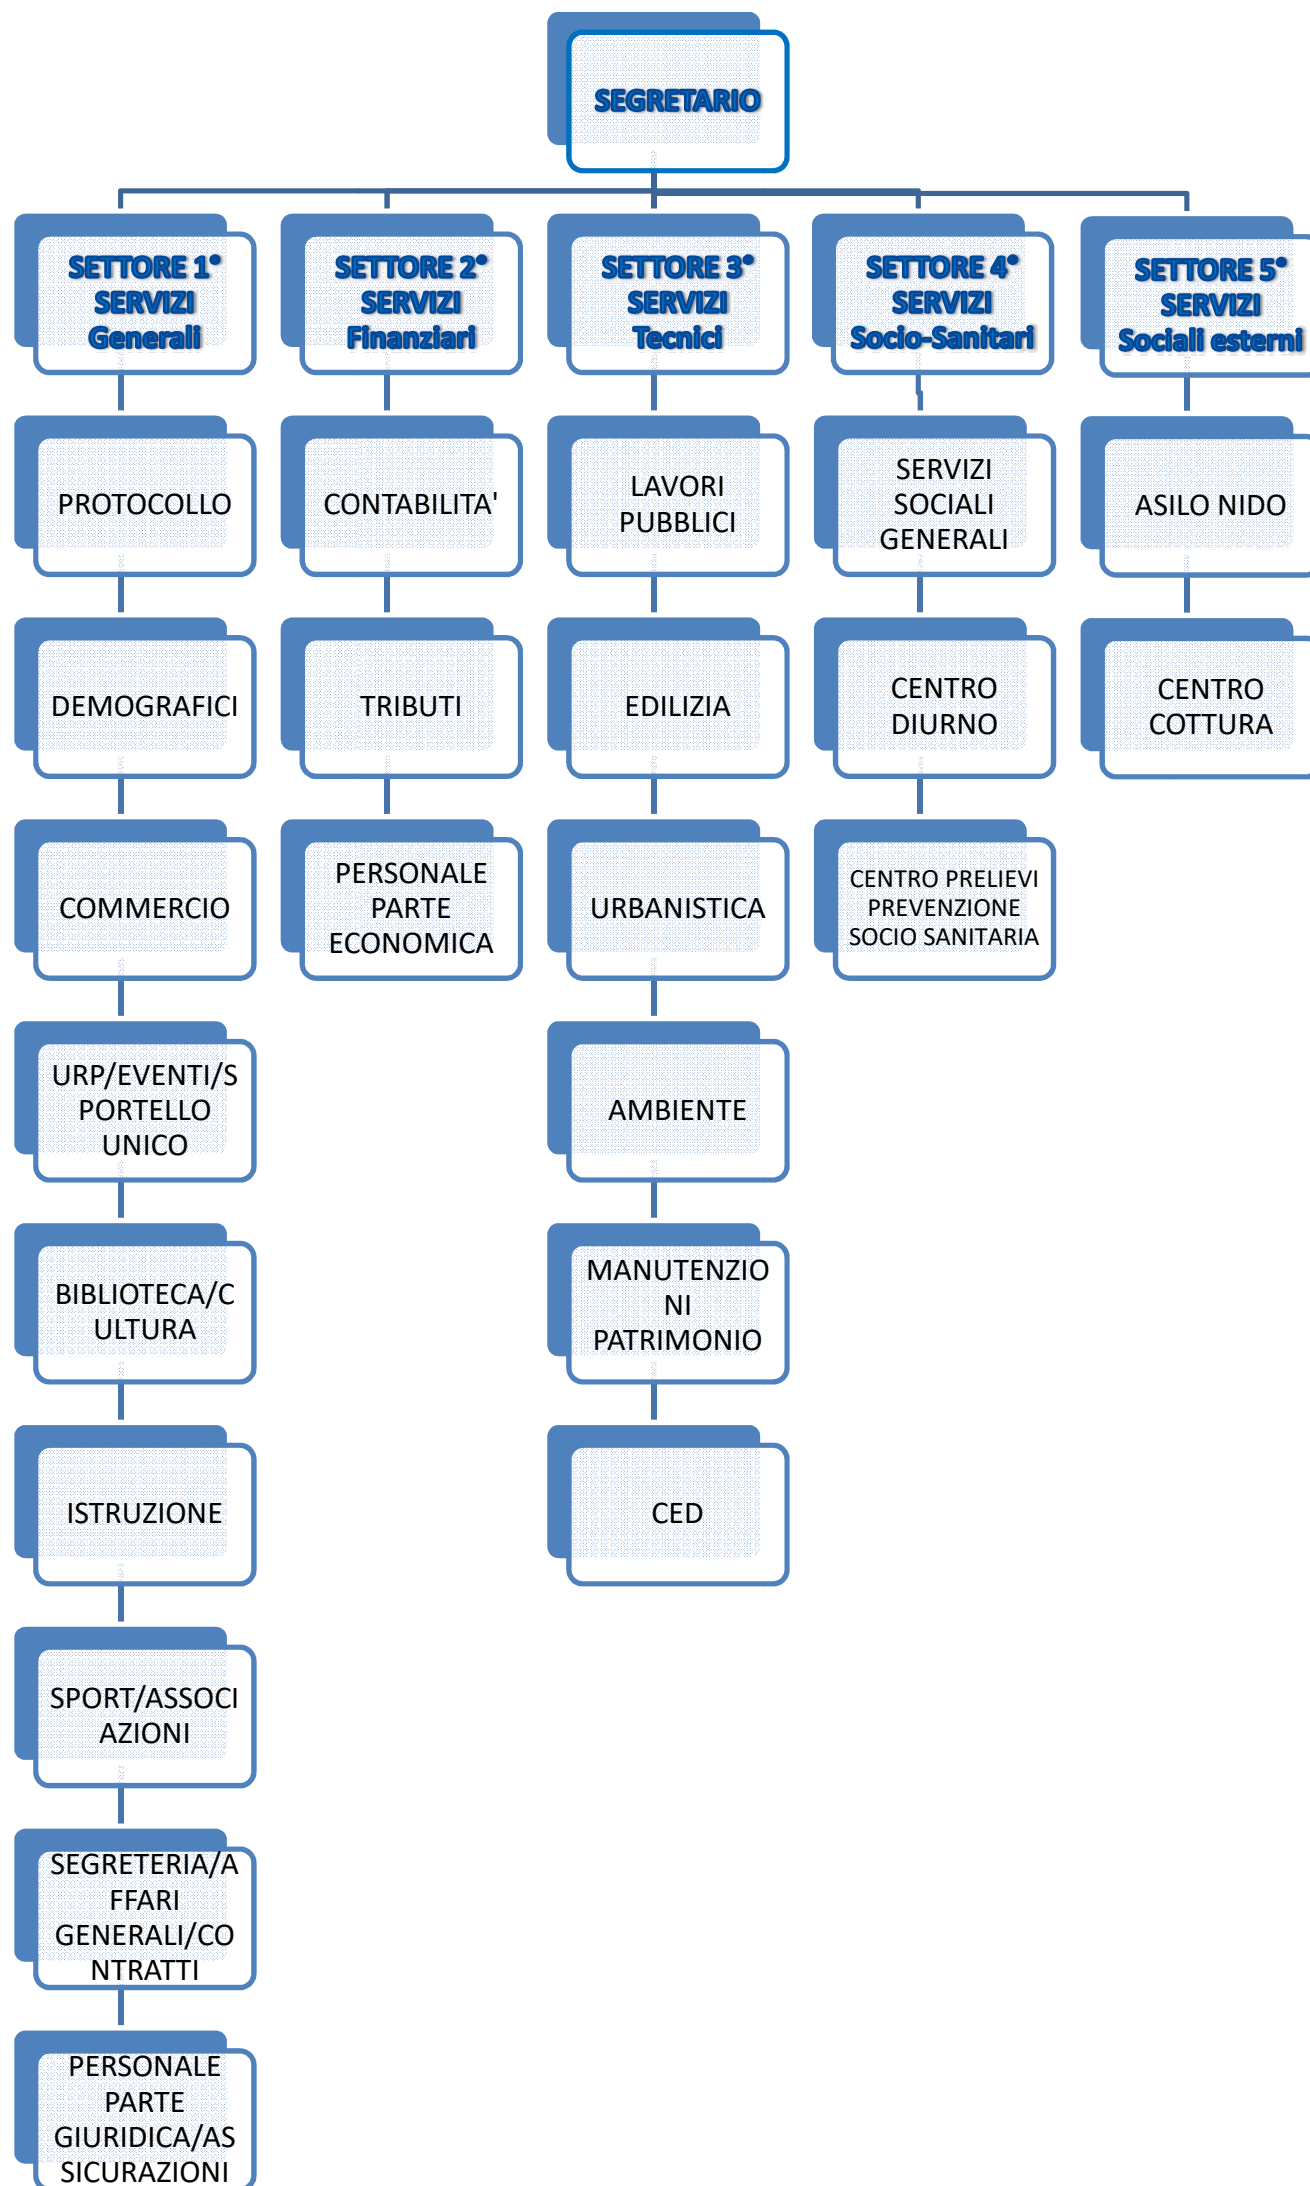 SEGRETARIO
SETTORE 1°
SERVIZI
Generali
SETTORE 2°
SERVIZI
Finanziari
SETTORE 3°
SERVIZI
Tecnici
SETTORE 4°
SERVIZI
Socio-Sanitari
SETTORE 5°
SERVIZI
Sociali esterni
PROTOCOLLO
CONTABILITA'
LAVORI
PUBBLICI
SERVIZI
SOCIALI
GENERALI
ASILO NIDO
DEMOGRAFICI
TRIBUTI
EDILIZIA
CENTRO
DIURNO
CENTRO
COTTURA
COMMERCIO
PERSONALE
PARTE
ECONOMICA
URBANISTICA
CENTRO PRELIEVI
PREVENZIONE
SOCIO SANITARIA
URP/EVENTI/S
PORTELLO
UNICO
AMBIENTE
BIBLIOTECA/C
ULTURA
MANUTENZIO
NI
PATRIMONIO
ISTRUZIONE
CED
SPORT/ASSOCI
AZIONI
SEGRETERIA/A
FFARI
GENERALI/CO
NTRATTI
PERSONALE
PARTE
GIURIDICA/AS
SICURAZIONI